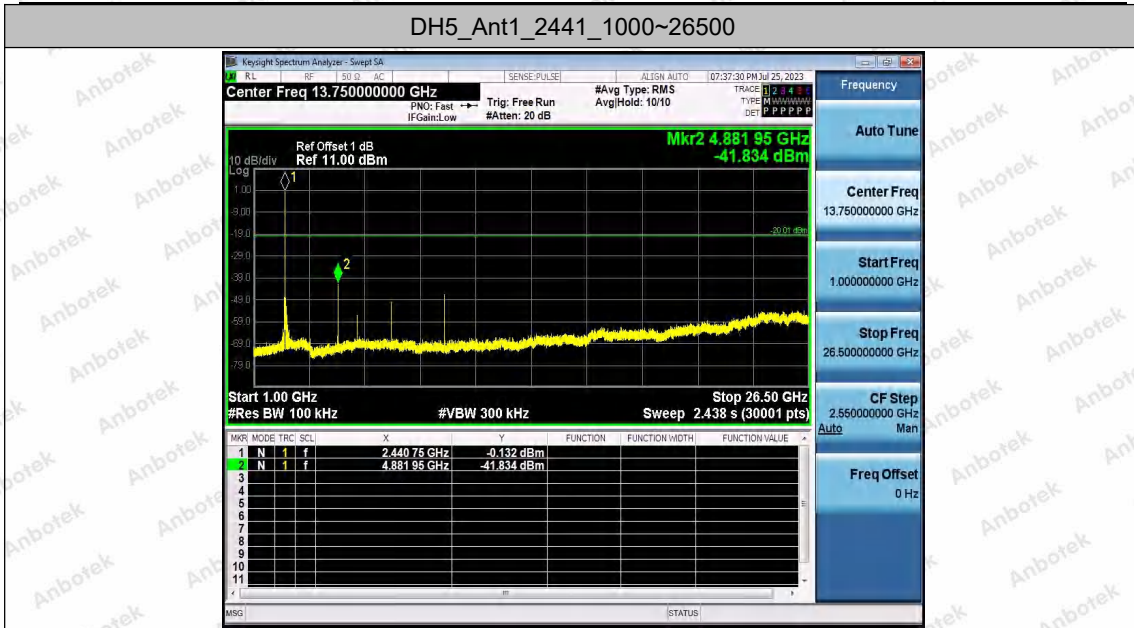 DH5_Ant1_2441_1000~26500
Keysight Spectrum Analyzer - Swept SA
RL RF 50 Ω AC SENSE:PULSE ALIGN AUTO 07:37:30 PM Jul 25, 2023
Center Freq 13.750000000 GHz
PNO: Fast
IFGain:Low
Trig: Free Run
#Atten: 20 dB
#Avg Type: RMS
Avg|Hold: 10/10
TRACE 1 2 3 4 5 6
TYPE M WWWWW
DET P P P P P P
Mkr2 4.881 95 GHz
-41.834 dBm
Ref Offset 1 dB
10 dB/div Ref 11.00 dBm
Log
1.00
-9.00
-19.0
-29.0
-39.0
-49.0
-59.0
-69.0
-79.0
1
2
-20.01 dBm
Start 1.00 GHz Stop 26.50 GHz
#Res BW 100 kHz #VBW 300 kHz Sweep 2.438 s (30001 pts)
MKR MODE TRC SCL X Y FUNCTION FUNCTION WIDTH FUNCTION VALUE
1 N 1 f 2.440 75 GHz -0.132 dBm
2 N 1 f 4.881 95 GHz -41.834 dBm
3
4
5
6
7
8
9
10
11
MSG STATUS
Frequency
Auto Tune
Center Freq
13.750000000 GHz
Start Freq
1.000000000 GHz
Stop Freq
26.500000000 GHz
CF Step
2.550000000 GHz
Auto Man
Freq Offset
0 Hz
Anbotek